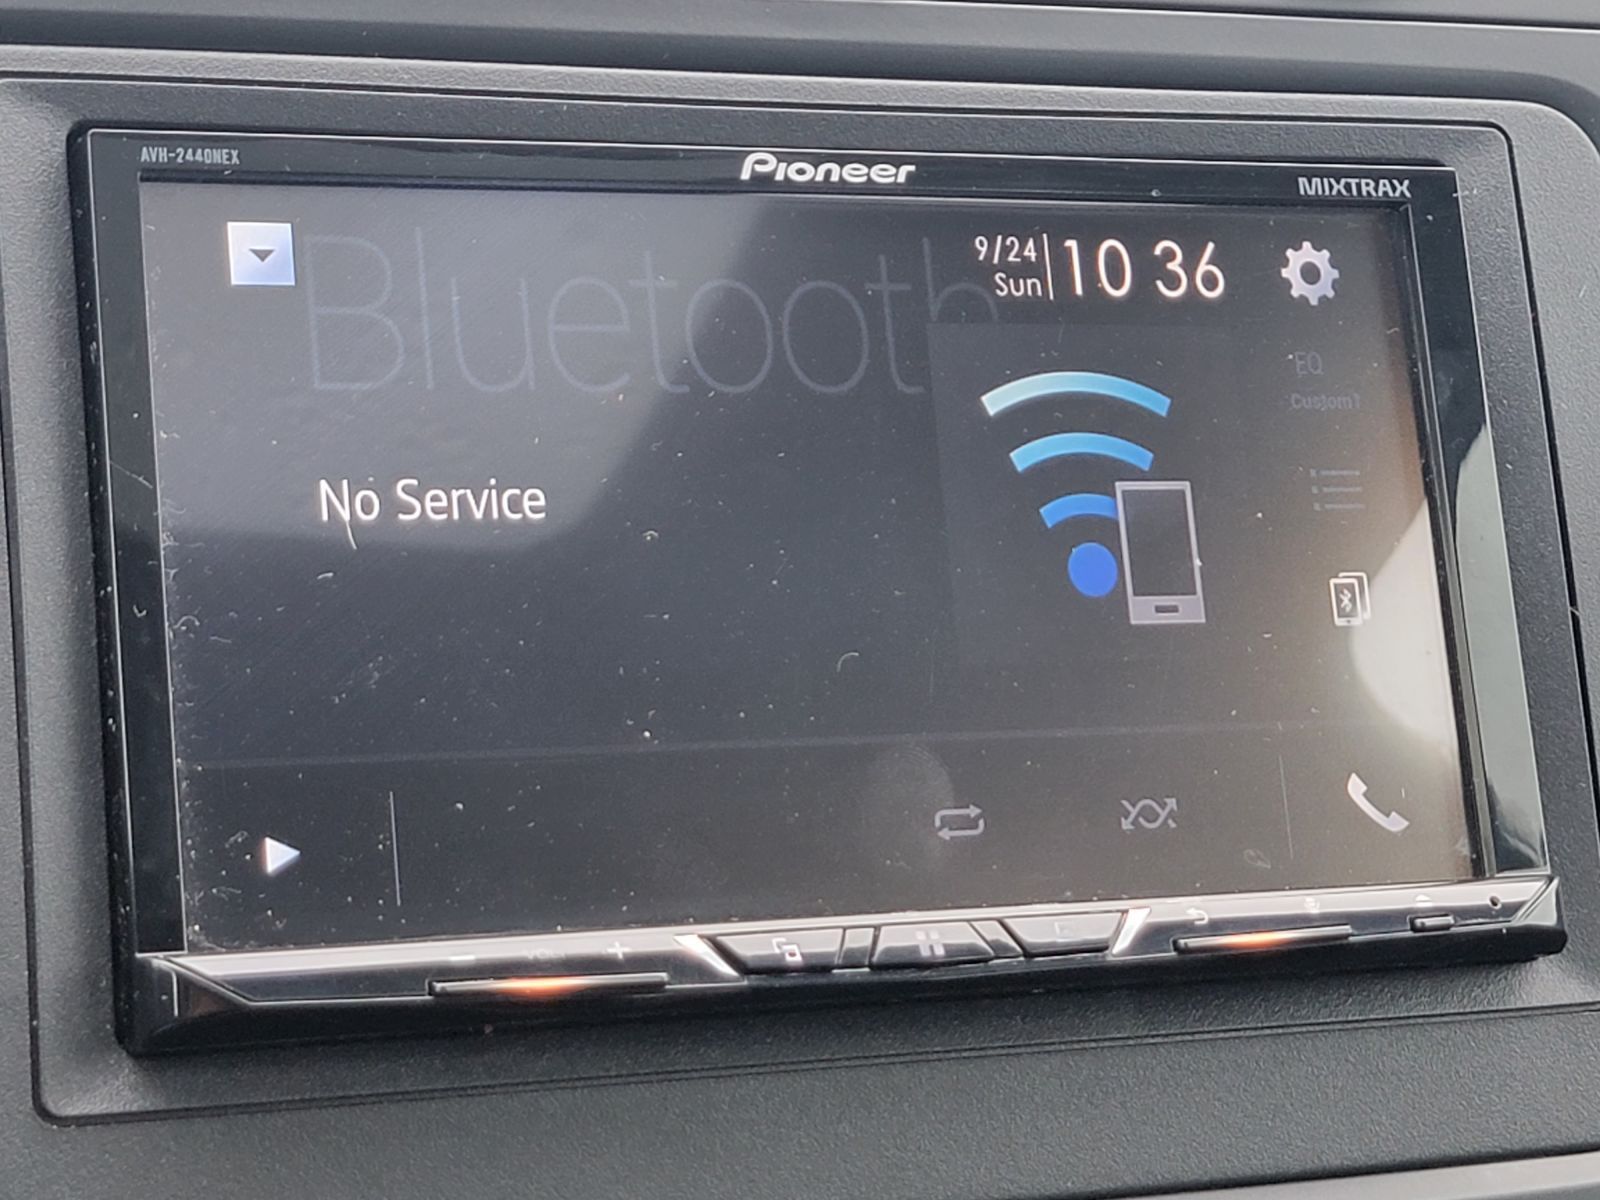 AVH-2440NEX
Pioneer
MIXTRAX
Bluetooth
9/24
Sun
10 36
EQ
Custom1
No Service